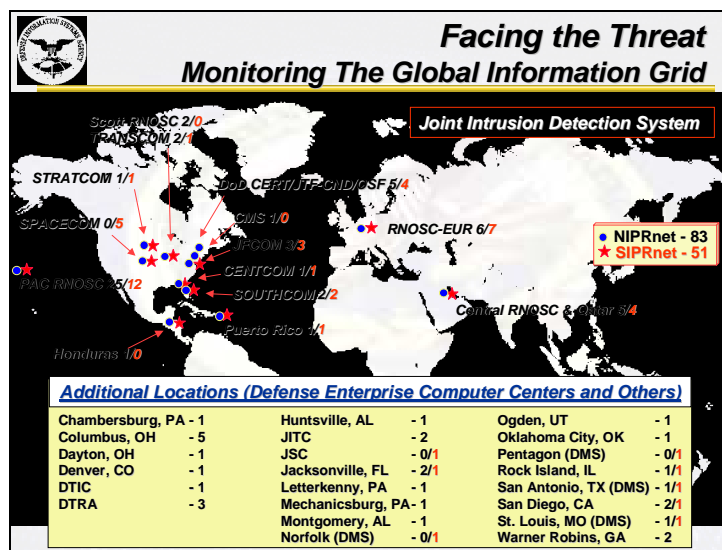 DEFENSE INFORMATION SYSTEMS AGENCY
Facing the Threat
Monitoring The Global Information Grid
Joint Intrusion Detection System
Scott RNOSC 2/0
TRANSCOM 2/1
STRATCOM 1/1
DoD CERT/JTF-CND/OSF 5/4
SPACECOM 0/5
CMS 1/0
JFCOM 3/3
RNOSC-EUR 6/7
NIPRnet - 83
SIPRnet - 51
CENTCOM 1/1
PAC RNOSC 25/12
SOUTHCOM 2/2
Central RNOSC & Qatar 5/4
Puerto Rico 1/1
Honduras 1/0
Additional Locations (Defense Enterprise Computer Centers and Others)
Chambersburg, PA - 1
Columbus, OH - 5
Dayton, OH - 1
Denver, CO - 1
DTIC - 1
DTRA - 3
Huntsville, AL - 1
JITC - 2
JSC - 0/1
Jacksonville, FL - 2/1
Letterkenny, PA - 1
Mechanicsburg, PA - 1
Montgomery, AL - 1
Norfolk (DMS) - 0/1
Ogden, UT - 1
Oklahoma City, OK - 1
Pentagon (DMS) - 0/1
Rock Island, IL - 1/1
San Antonio, TX (DMS) - 1/1
San Diego, CA - 2/1
St. Louis, MO (DMS) - 1/1
Warner Robins, GA - 2